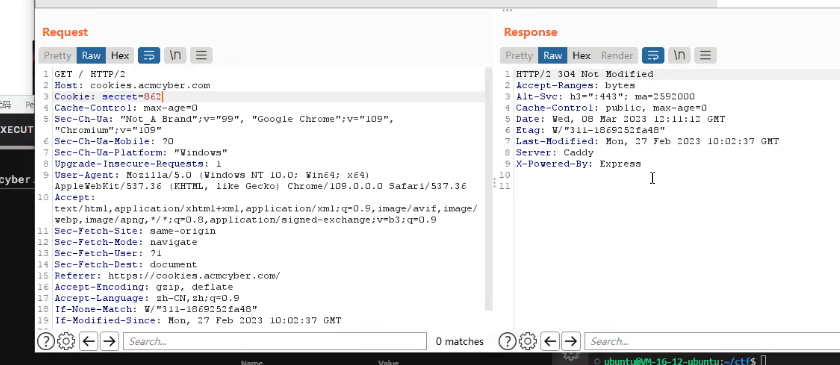 Request
Pretty Raw Hex \n
1 GET / HTTP/2
2 Host: cookies.acmcyber.com
3 Cookie: secret=862
4 Cache-Control: max-age=0
5 Sec-Ch-Ua: "Not_A Brand";v="99", "Google Chrome";v="109",
"Chromium";v="109"
6 Sec-Ch-Ua-Mobile: ?0
7 Sec-Ch-Ua-Platform: "Windows"
8 Upgrade-Insecure-Requests: 1
9 User-Agent: Mozilla/5.0 (Windows NT 10.0; Win64; x64)
AppleWebKit/537.36 (KHTML, like Gecko) Chrome/109.0.0.0 Safari/537.36
10 Accept:
text/html,application/xhtml+xml,application/xml;q=0.9,image/avif,image/
webp,image/apng,*/*;q=0.8,application/signed-exchange;v=b3;q=0.9
11 Sec-Fetch-Site: same-origin
12 Sec-Fetch-Mode: navigate
13 Sec-Fetch-User: ?1
14 Sec-Fetch-Dest: document
15 Referer: https://cookies.acmcyber.com/
16 Accept-Encoding: gzip, deflate
17 Accept-Language: zh-CN,zh;q=0.9
18 If-None-Match: W/"311-1869252fa48"
19 If-Modified-Since: Mon, 27 Feb 2023 10:02:37 GMT
Search...
0 matches
Response
Pretty Raw Hex Render \n
1 HTTP/2 304 Not Modified
2 Accept-Ranges: bytes
3 Alt-Svc: h3=":443"; ma=2592000
4 Cache-Control: public, max-age=0
5 Date: Wed, 08 Mar 2023 12:11:12 GMT
6 Etag: W/"311-1869252fa48"
7 Last-Modified: Mon, 27 Feb 2023 10:02:37 GMT
8 Server: Caddy
9 X-Powered-By: Express
10
11
Search...
EXECUT
cyber.
Name Value
ubuntu@VM-16-12-ubuntu:~/ctf$